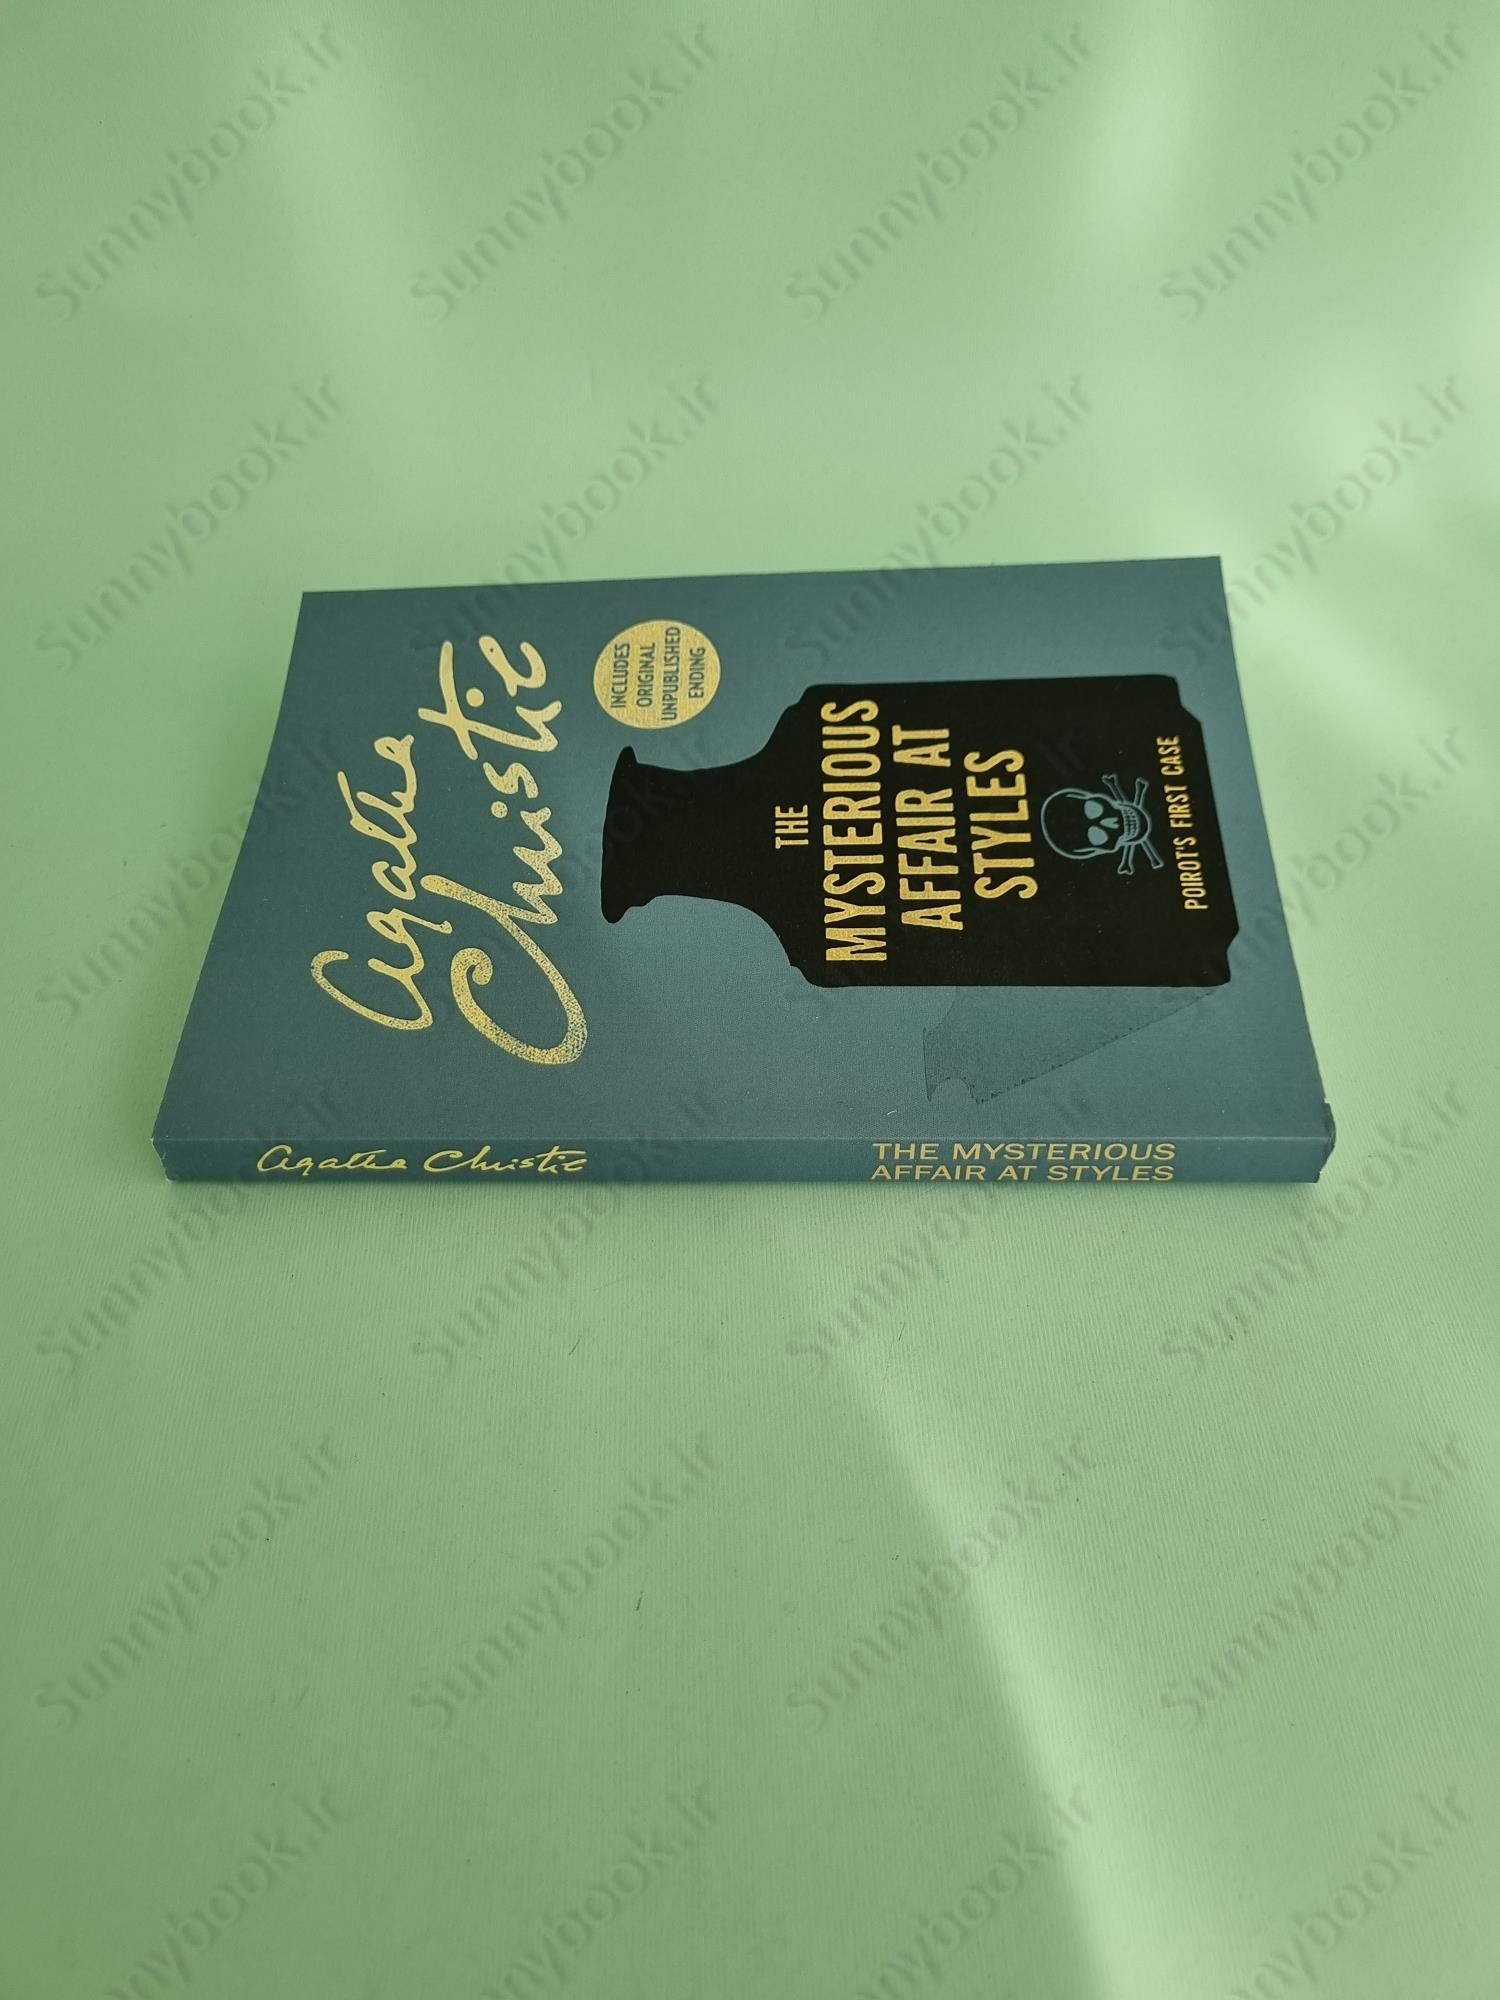 Agatha
Christie
INCLUDES
ORIGINAL
UNPUBLISHED
ENDING
THE
MYSTERIOUS
AFFAIR AT
STYLES
POIROT'S FIRST CASE
Agatha Christie
THE MYSTERIOUS
AFFAIR AT STYLES
Sunnybook.ir